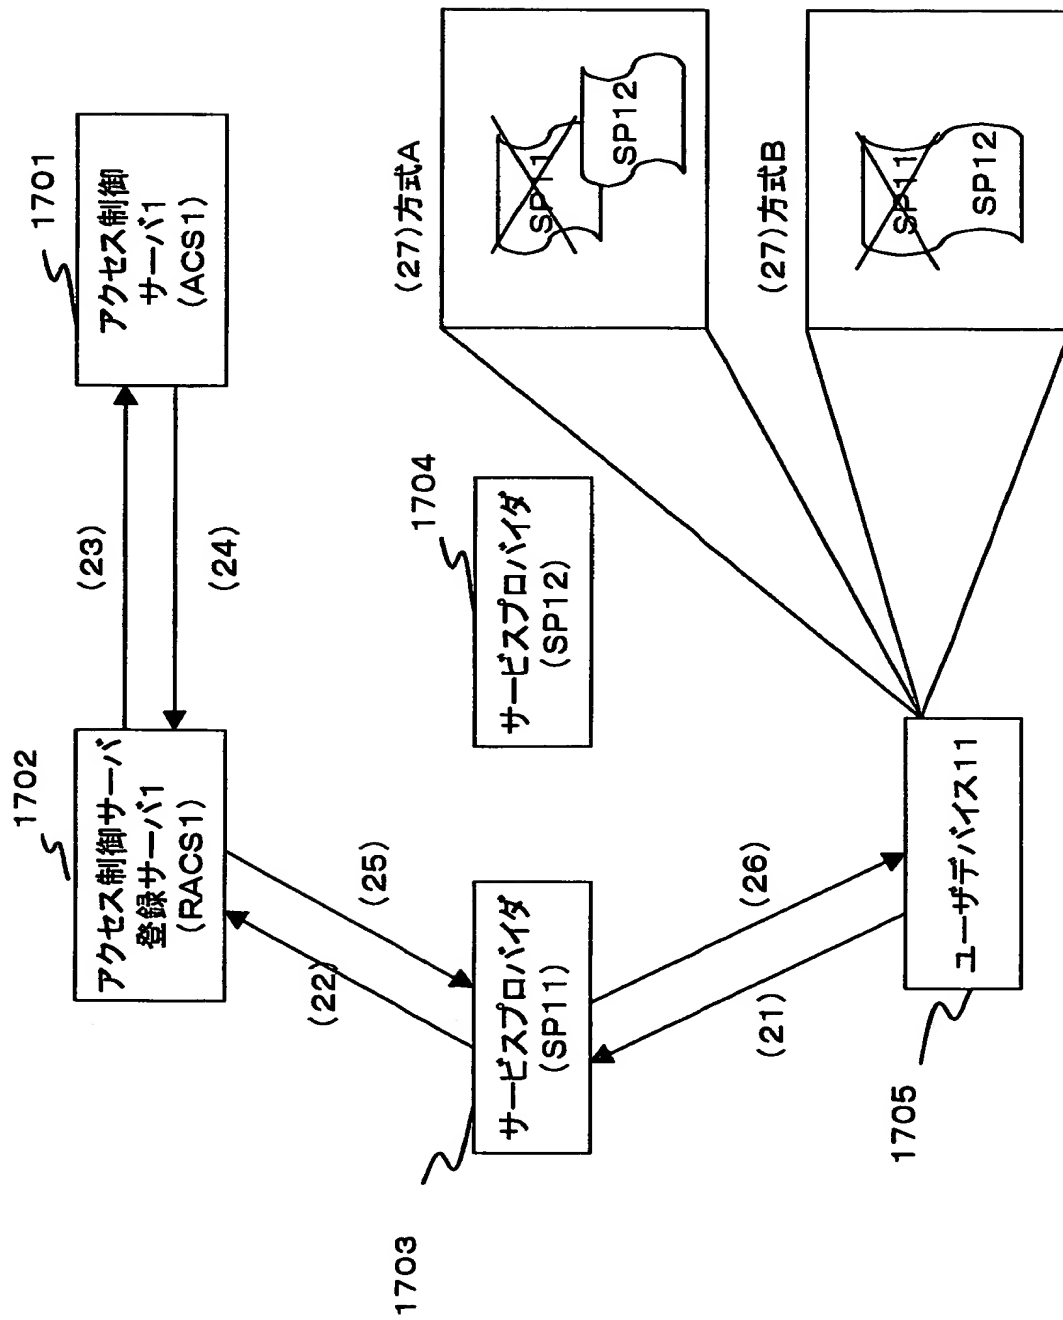 1701
アクセス制御
サーバ1
(ACS1)
(23)
(24)
1702
アクセス制御サーバ
登録サーバ1
(RACS1)
(22)
(25)
1703
サービスプロバイダ
(SP11)
1704
サービスプロバイダ
(SP12)
(21)
(26)
1705
ユーザデバイス11
(27)方式A
SP11
SP12
(27)方式B
SP11
SP12